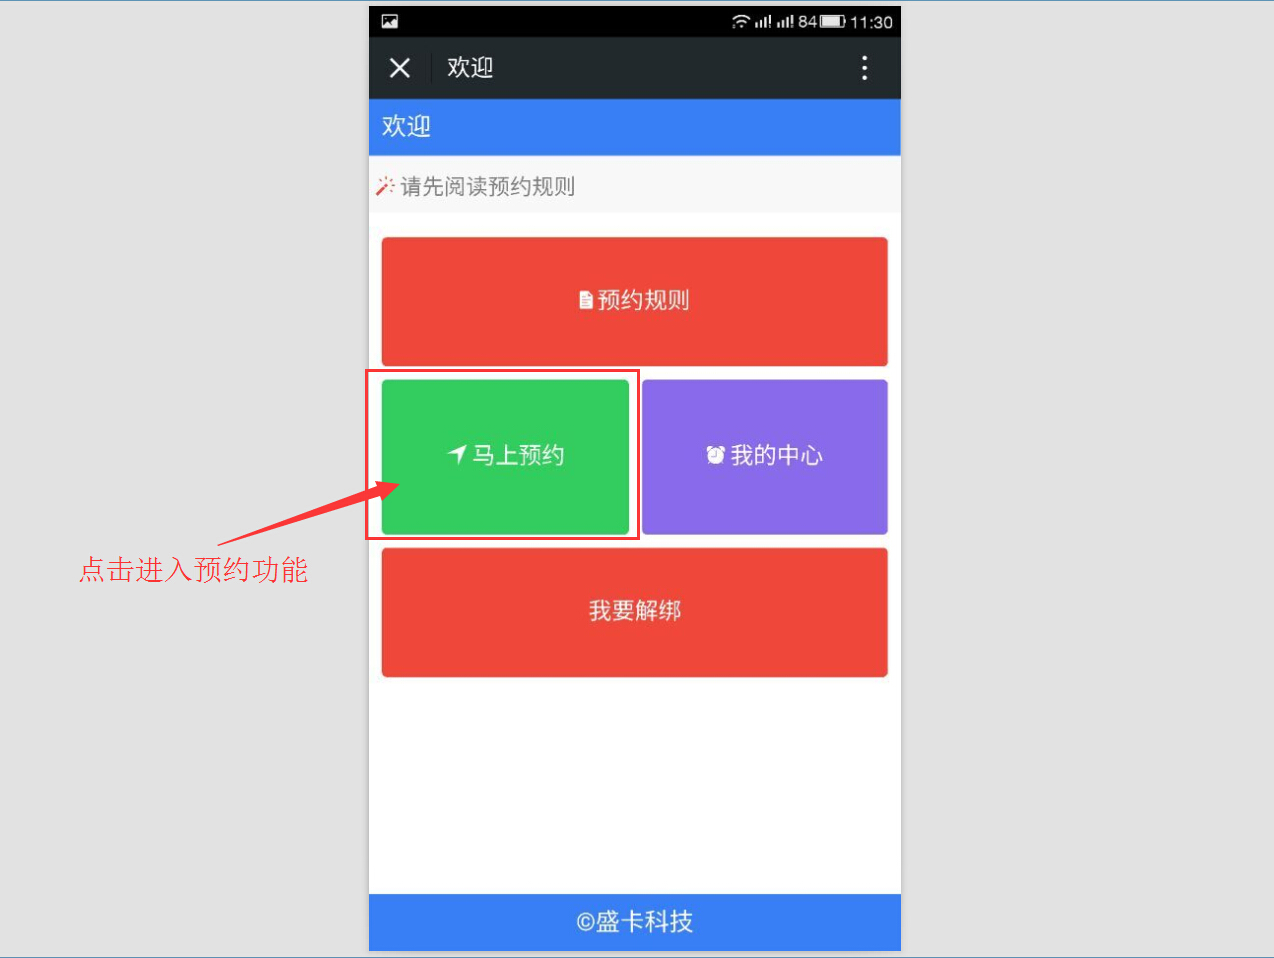 84 11:30
欢迎
欢迎
请先阅读预约规则
预约规则
马上预约
我的中心
点击进入预约功能
我要解绑
©盛卡科技